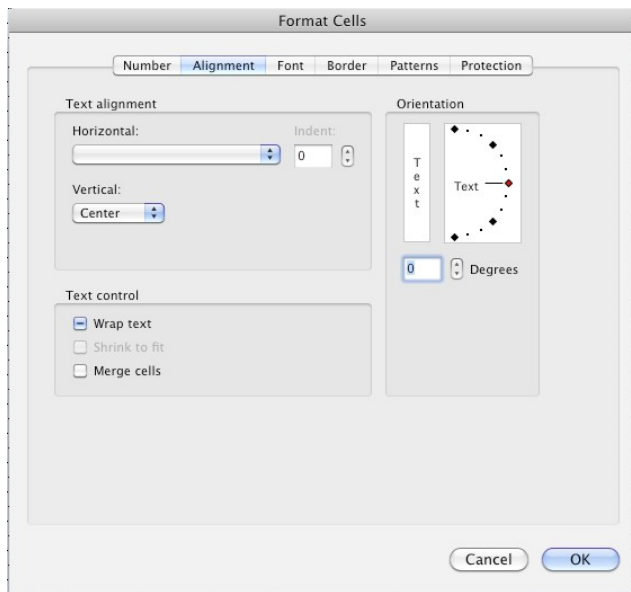 Format Cells
Number Alignment Font Border Patterns Protection
Text alignment
Horizontal:
Indent:
0
Vertical:
Center
Orientation
T
e
x
t
Text
0 Degrees
Text control
Wrap text
Shrink to fit
Merge cells
Cancel OK